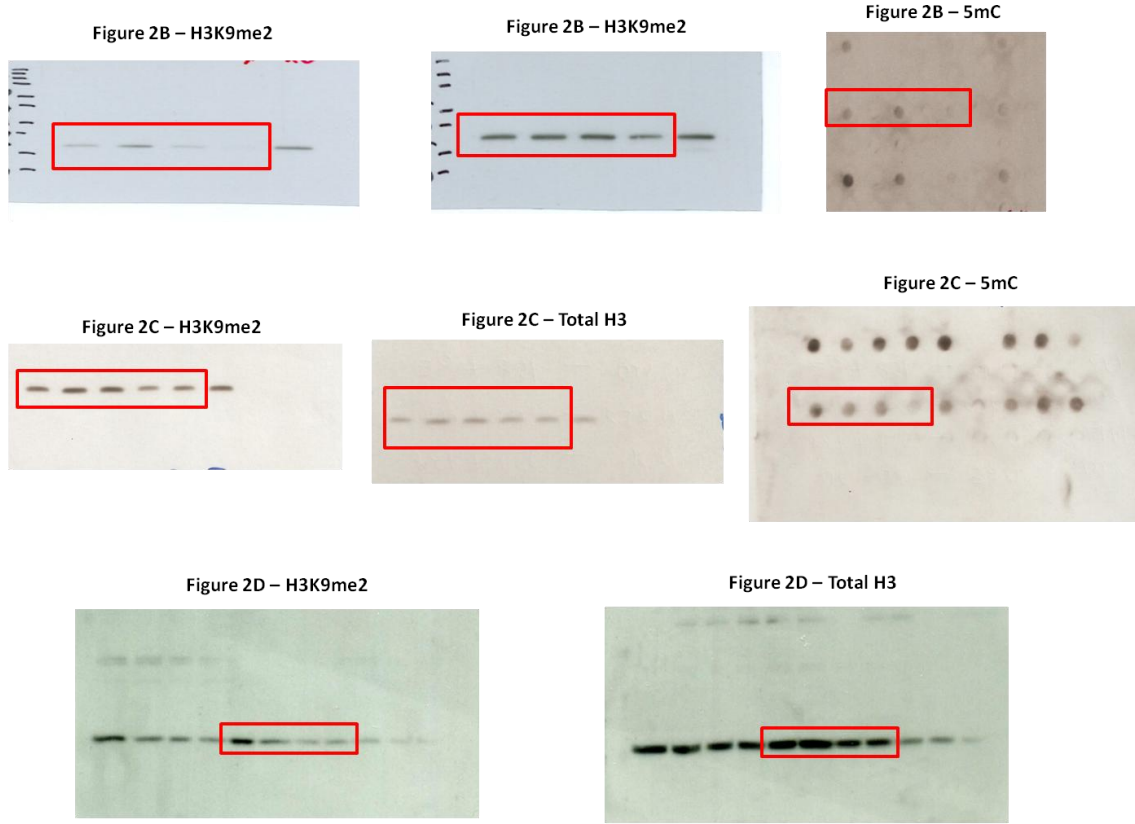 Figure 2B – H3K9me2
Figure 2B – H3K9me2
Figure 2B – 5mC
Figure 2C – H3K9me2
Figure 2C – Total H3
Figure 2C – 5mC
Figure 2D – H3K9me2
Figure 2D – Total H3